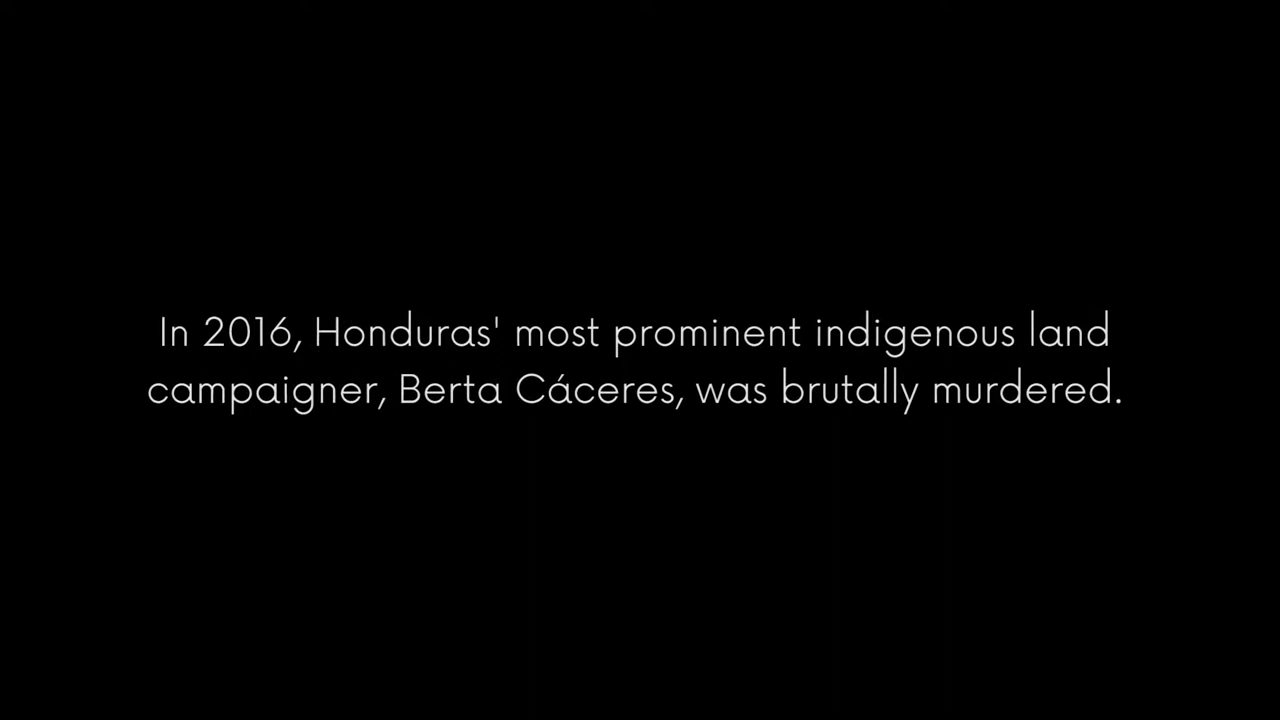 In 2016, Honduras' most prominent indigenous land
campaigner, Berta Cáceres, was brutally murdered.